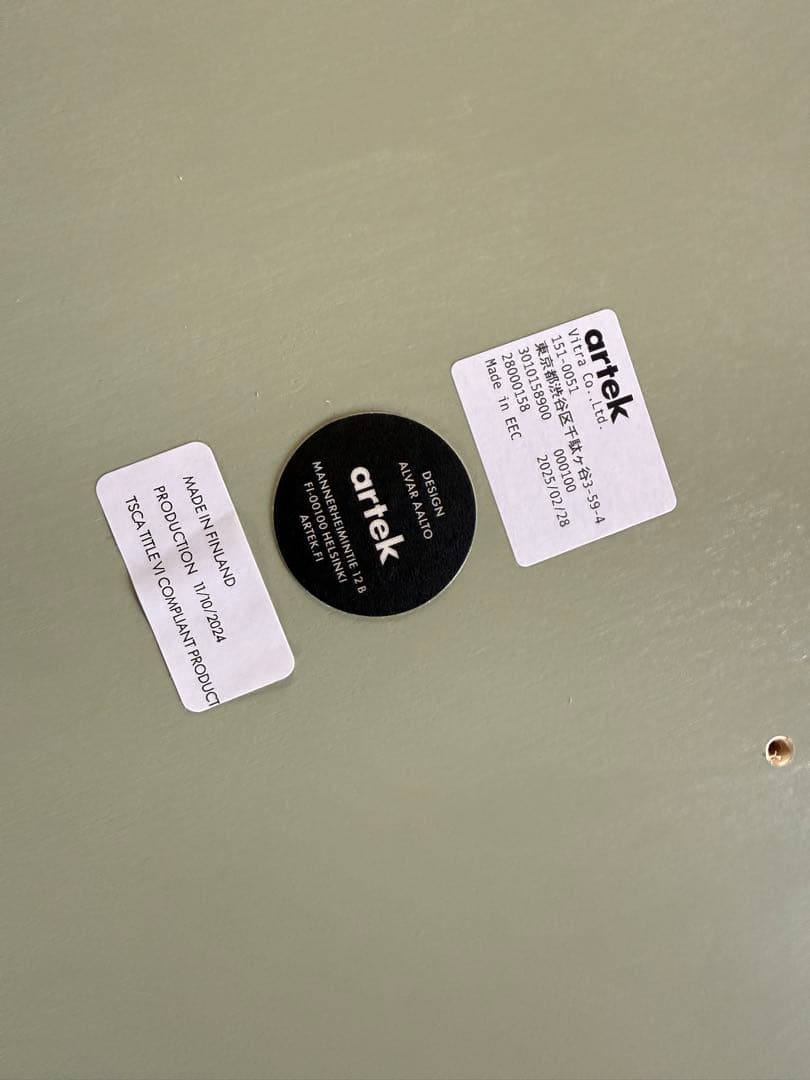 artek
Vitra Co.,Ltd.
151-0051
東京都渋谷区千駄ヶ谷3-59-4
3010158900 000100
28000158 2025/02/28
Made in EEC
DESIGN
ALVAR AALTO
artek
MANNERHEIMINTIE 12 B
FI-00100 HELSINKI
ARTEK.FI
MADE IN FINLAND
PRODUCTION 11/10/2024
TSCA TITLE VI COMPLIANT PRODUCT